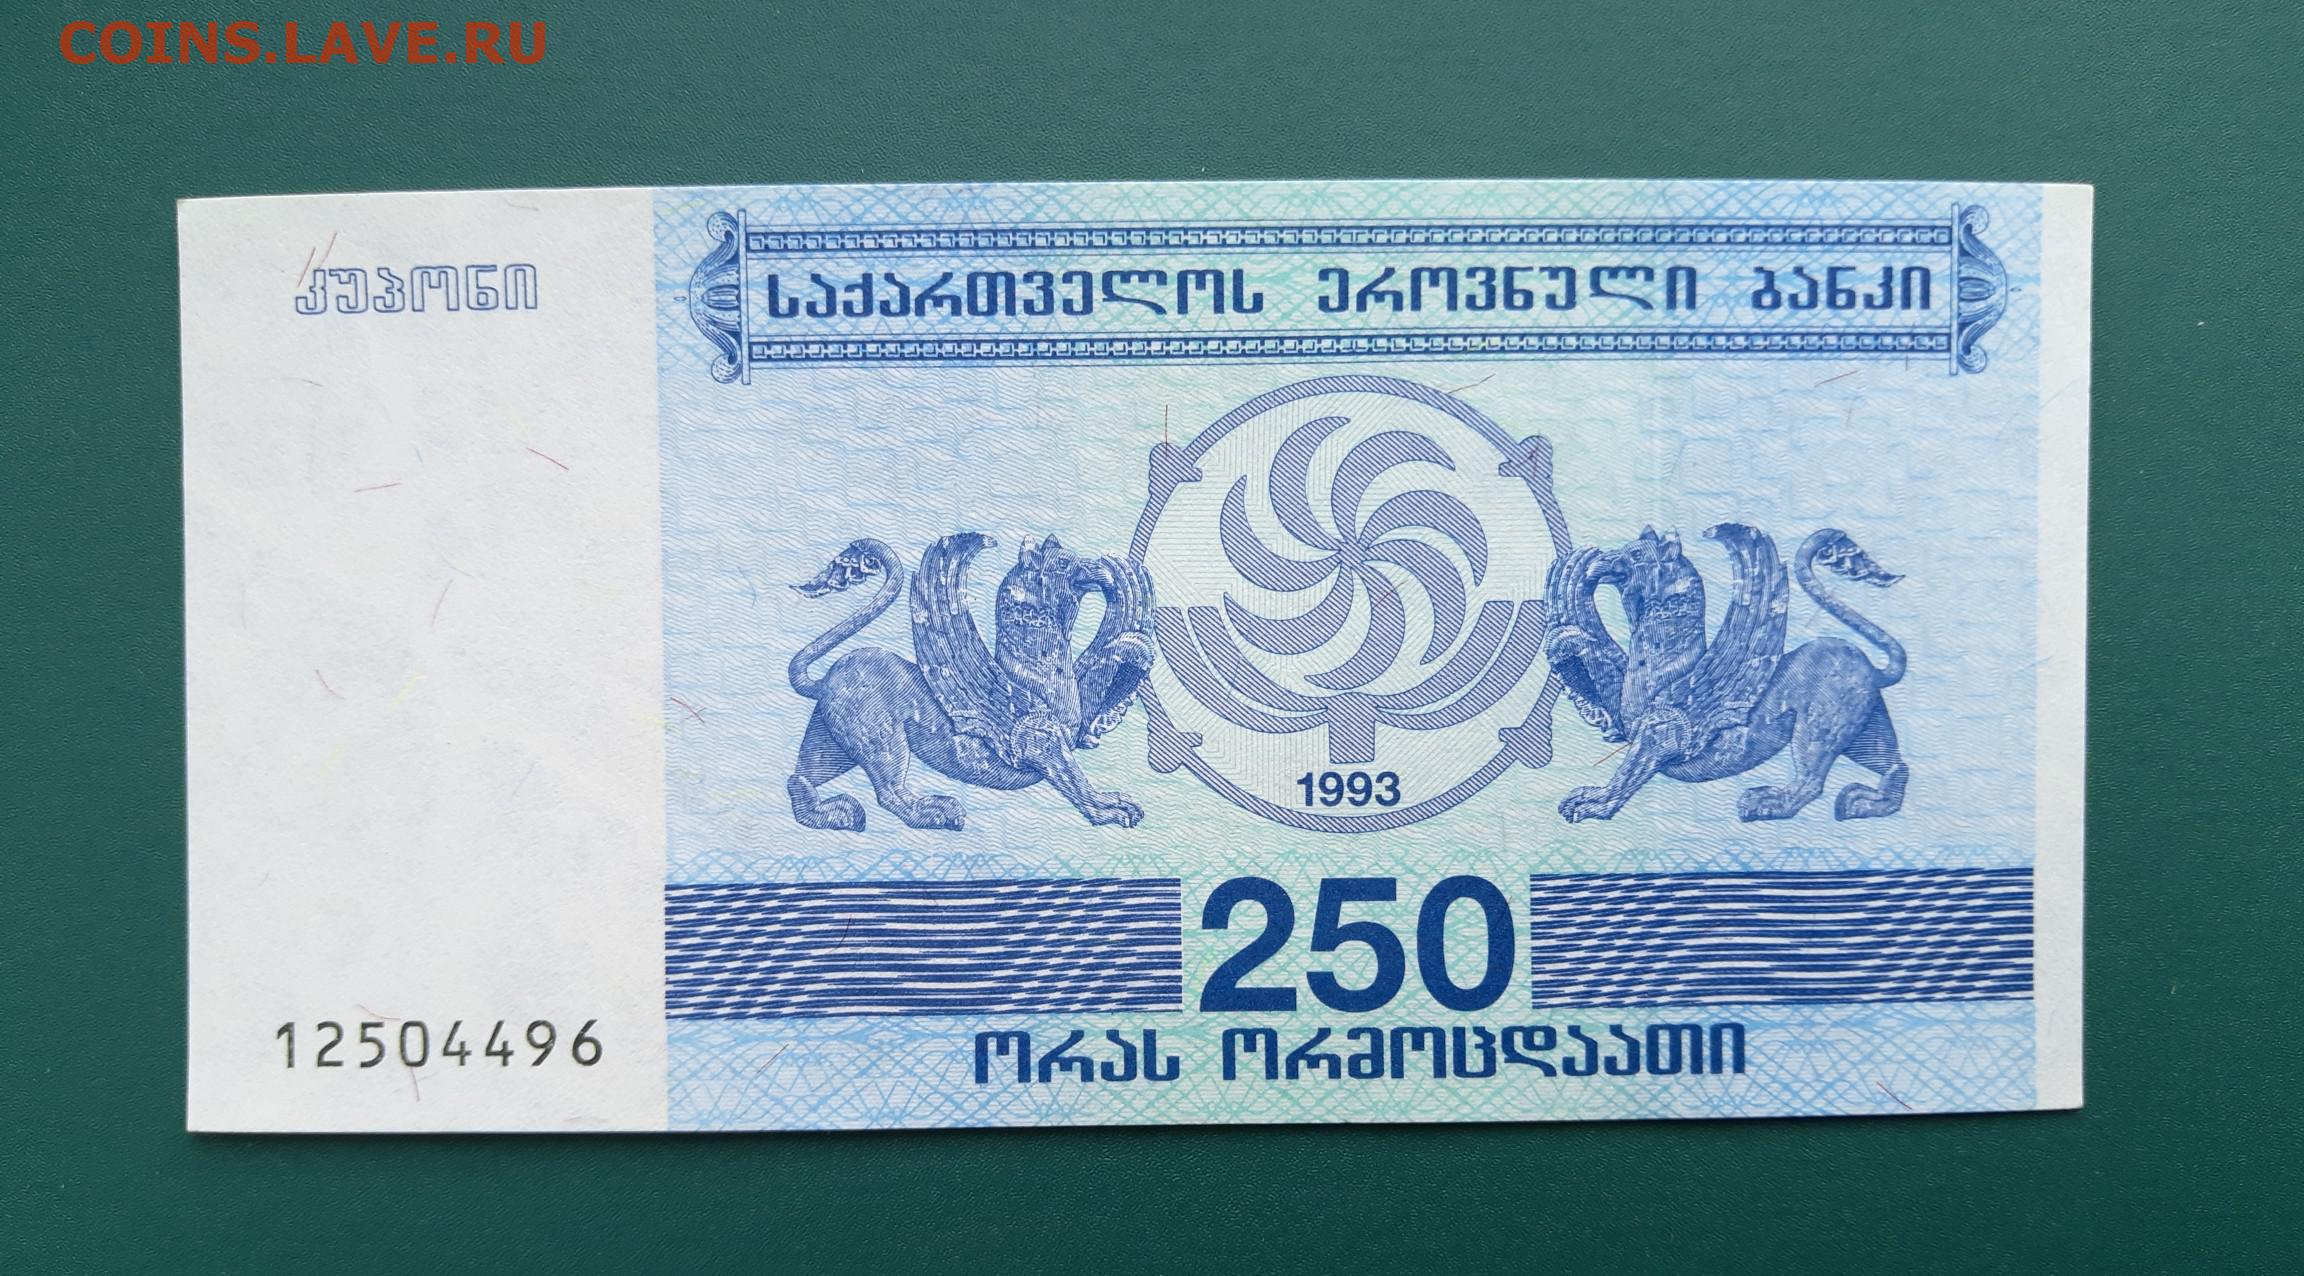 COINS.LAVE.RU
კუპონი
საქართველოს ეროვნული ბანკი
1993
250
ორას ორმოცდაათი
12504496